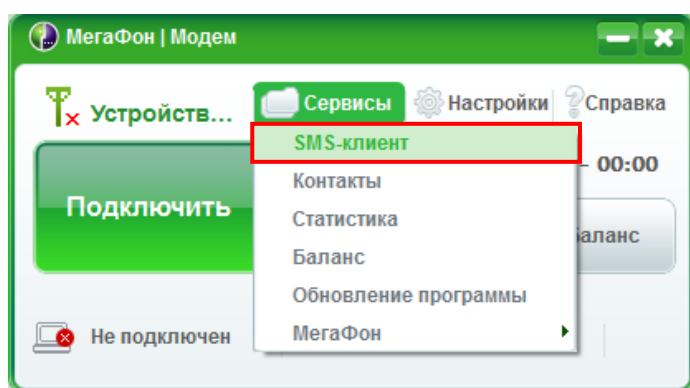 МегаФон | Модем
Устройств... Сервисы Настройки Справка
SMS-клиент
Контакты
– 00:00
Подключить
Статистика
аланс
Баланс
Обновление программы
Не подключен
МегаФон